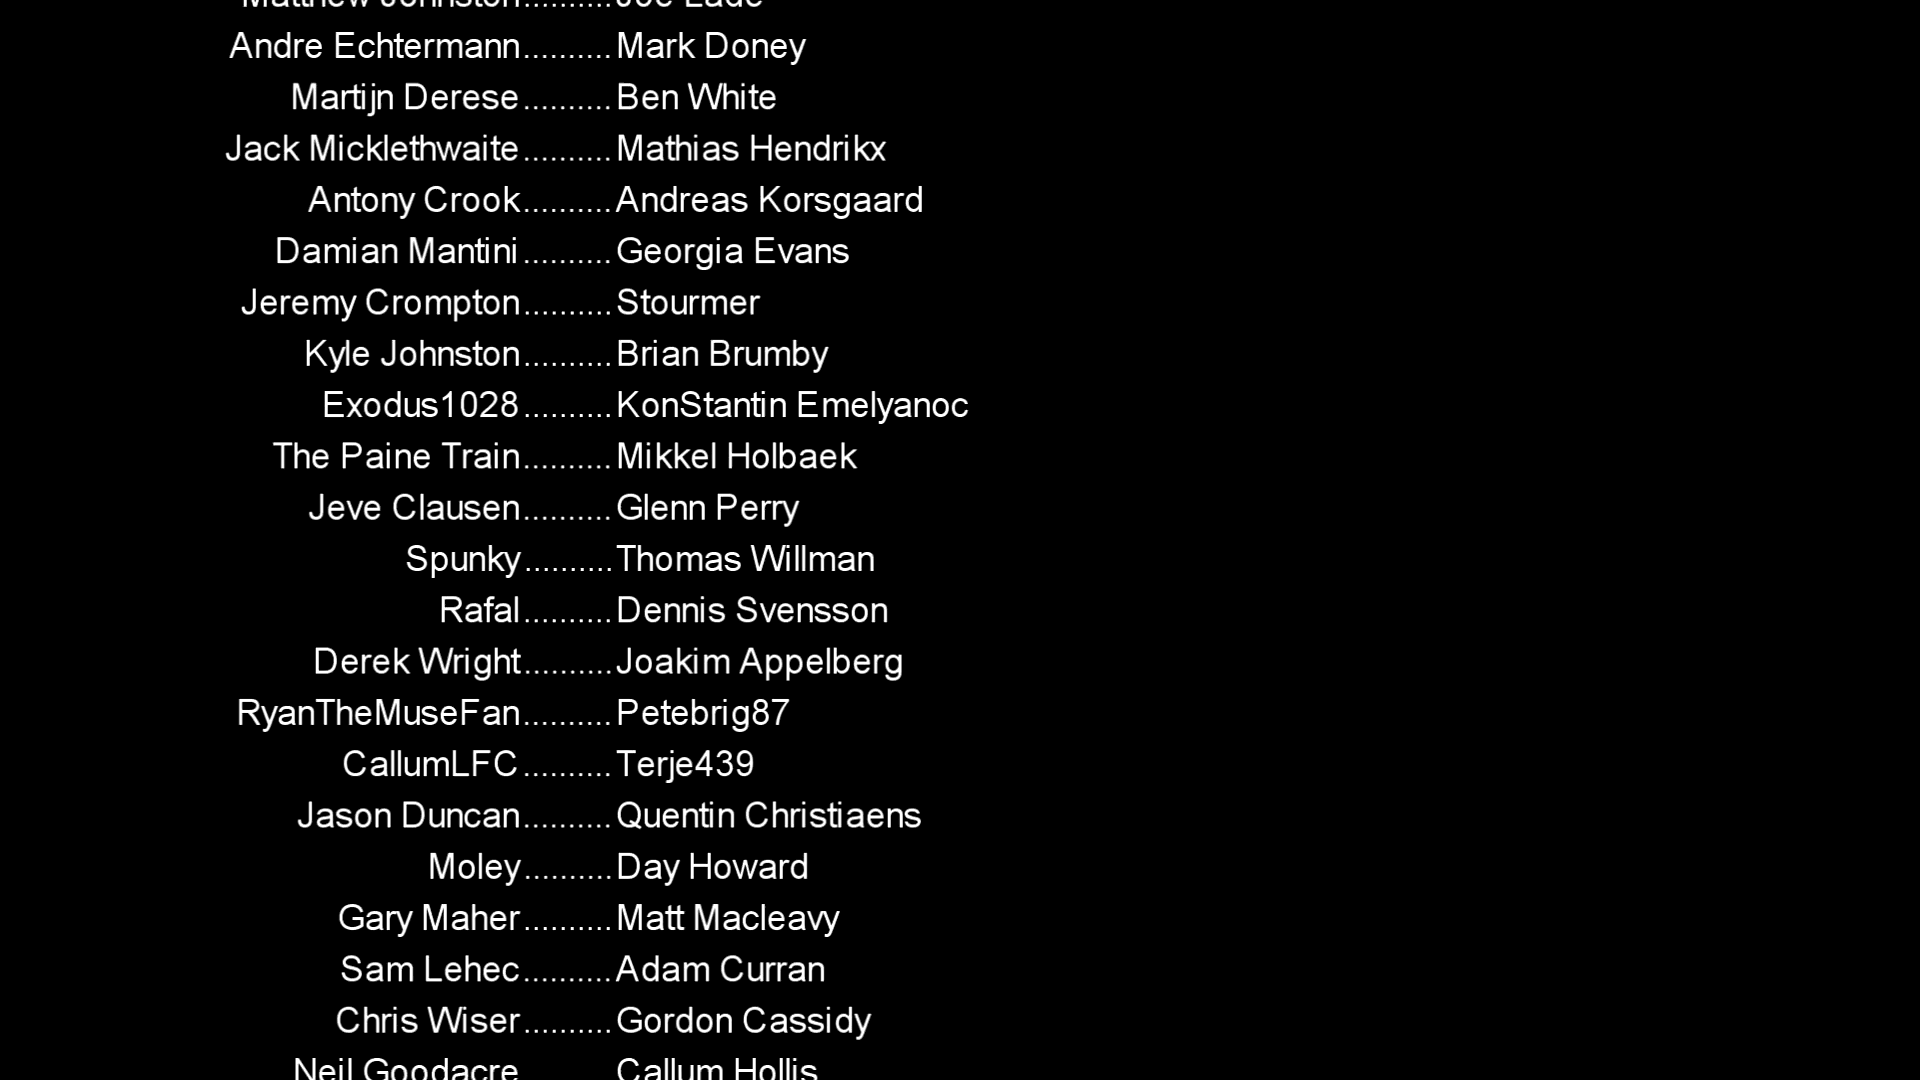 Matthew Johnston..........Joe Eade
Andre Echtermann..........Mark Doney
Martijn Derese..........Ben White
Jack Micklethwaite..........Mathias Hendrikx
Antony Crook..........Andreas Korsgaard
Damian Mantini..........Georgia Evans
Jeremy Crompton..........Stourmer
Kyle Johnston..........Brian Brumby
Exodus1028..........KonStantin Emelyanoc
The Paine Train..........Mikkel Holbaek
Jeve Clausen..........Glenn Perry
Spunky..........Thomas Willman
Rafal..........Dennis Svensson
Derek Wright..........Joakim Appelberg
RyanTheMuseFan..........Petebrig87
CallumLFC..........Terje439
Jason Duncan..........Quentin Christiaens
Moley..........Day Howard
Gary Maher..........Matt Macleavy
Sam Lehec..........Adam Curran
Chris Wiser..........Gordon Cassidy
Neil Goodacre Callum Hollis